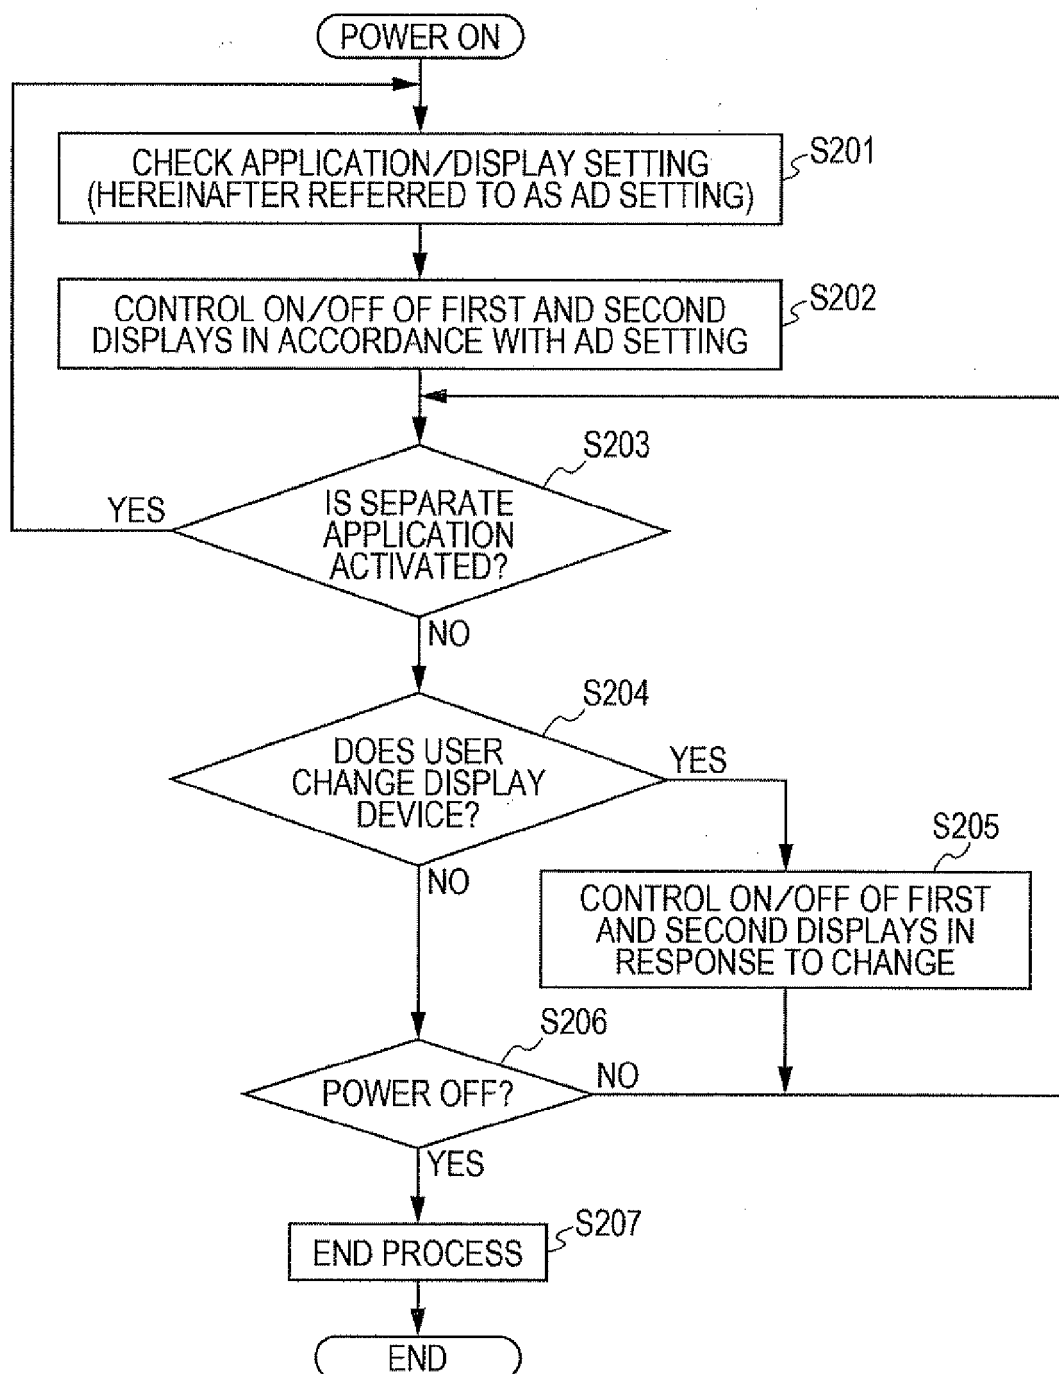 POWER ON
CHECK APPLICATION/DISPLAY SETTING
(HEREINAFTER REFERRED TO AS AD SETTING)
S201
CONTROL ON/OFF OF FIRST AND SECOND
DISPLAYS IN ACCORDANCE WITH AD SETTING
S202
S203
IS SEPARATE
APPLICATION
ACTIVATED?
YES
NO
S204
DOES USER
CHANGE DISPLAY
DEVICE?
YES
NO
S205
CONTROL ON/OFF OF FIRST
AND SECOND DISPLAYS IN
RESPONSE TO CHANGE
S206
POWER OFF?
NO
YES
S207
END PROCESS
END